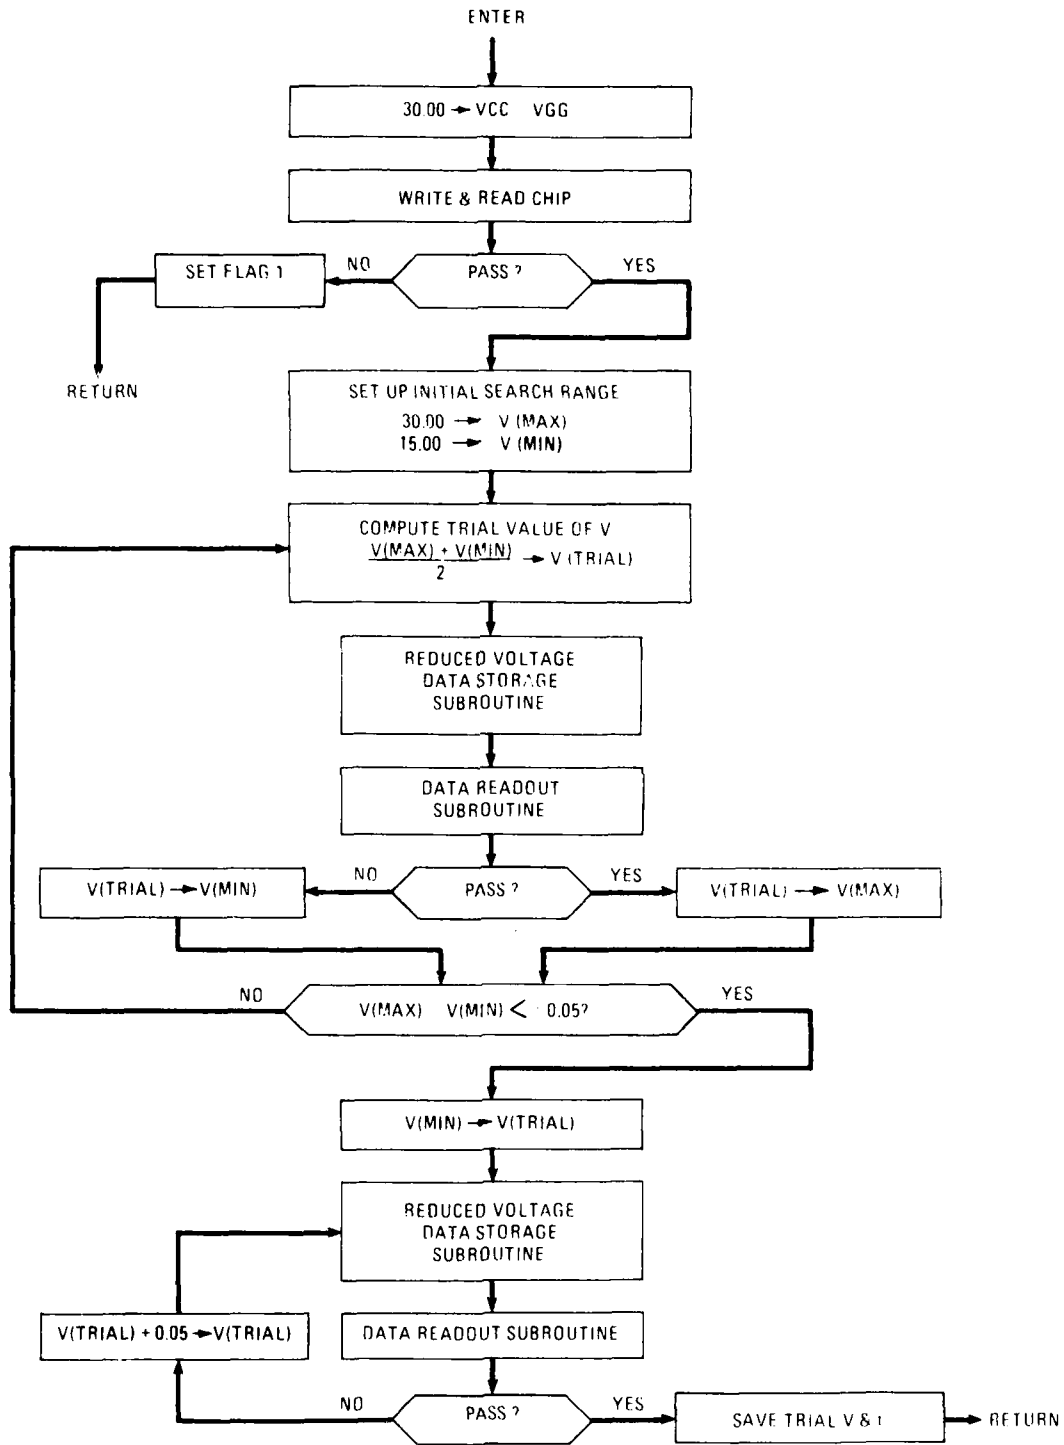 ENTER
30.00 → VCC VGG
WRITE & READ CHIP
SET FLAG 1
NO
PASS ?
YES
RETURN
SET UP INITIAL SEARCH RANGE
30.00 → V (MAX)
15.00 → V (MIN)
COMPUTE TRIAL VALUE OF V
V(MAX) + V(MIN)
2
→ V (TRIAL)
REDUCED VOLTAGE
DATA STORAGE
SUBROUTINE
DATA READOUT
SUBROUTINE
V(TRIAL) → V(MIN)
NO
PASS ?
YES
V(TRIAL) → V(MAX)
NO
V(MAX) V(MIN) < 0.05?
YES
V(MIN) → V(TRIAL)
REDUCED VOLTAGE
DATA STORAGE
SUBROUTINE
V(TRIAL) + 0.05 → V(TRIAL)
DATA READOUT SUBROUTINE
NO
PASS ?
YES
SAVE TRIAL V &
RETURN